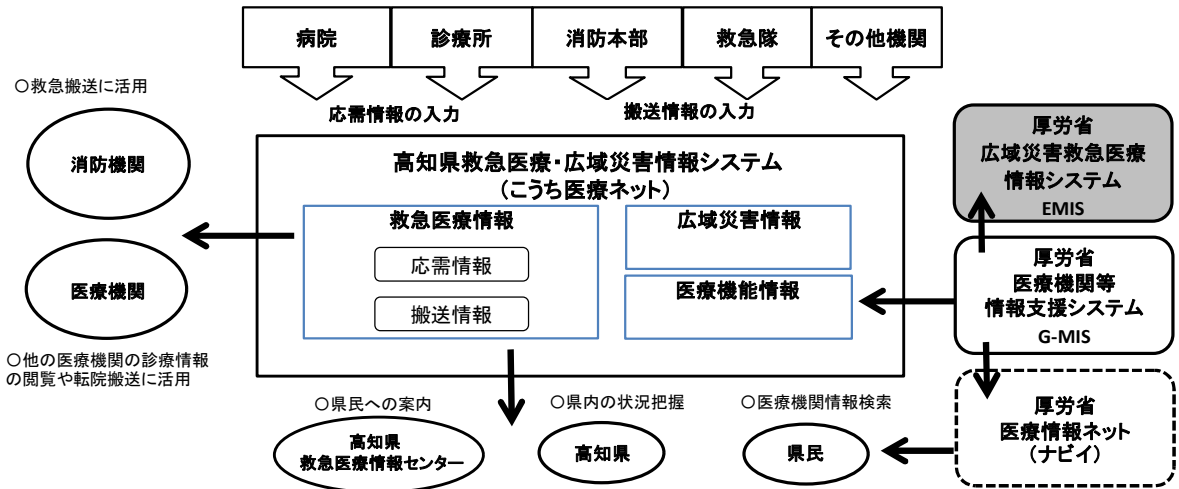 病院
診療所
消防本部
救急隊
その他機関
応需情報の入力
搬送情報の入力
〇救急搬送に活用
消防機関
医療機関
〇他の医療機関の診療情報
の閲覧や転院搬送に活用
高知県救急医療・広域災害情報システム
（こうち医療ネット）
救急医療情報
応需情報
搬送情報
広域災害情報
医療機能情報
厚労省
広域災害救急医療
情報システム
EMIS
厚労省
医療機関等
情報支援システム
G-MIS
厚労省
医療情報ネット
（ナビイ）
〇県民への案内
高知県
救急医療情報センター
〇県内の状況把握
高知県
〇医療機関情報検索
県民